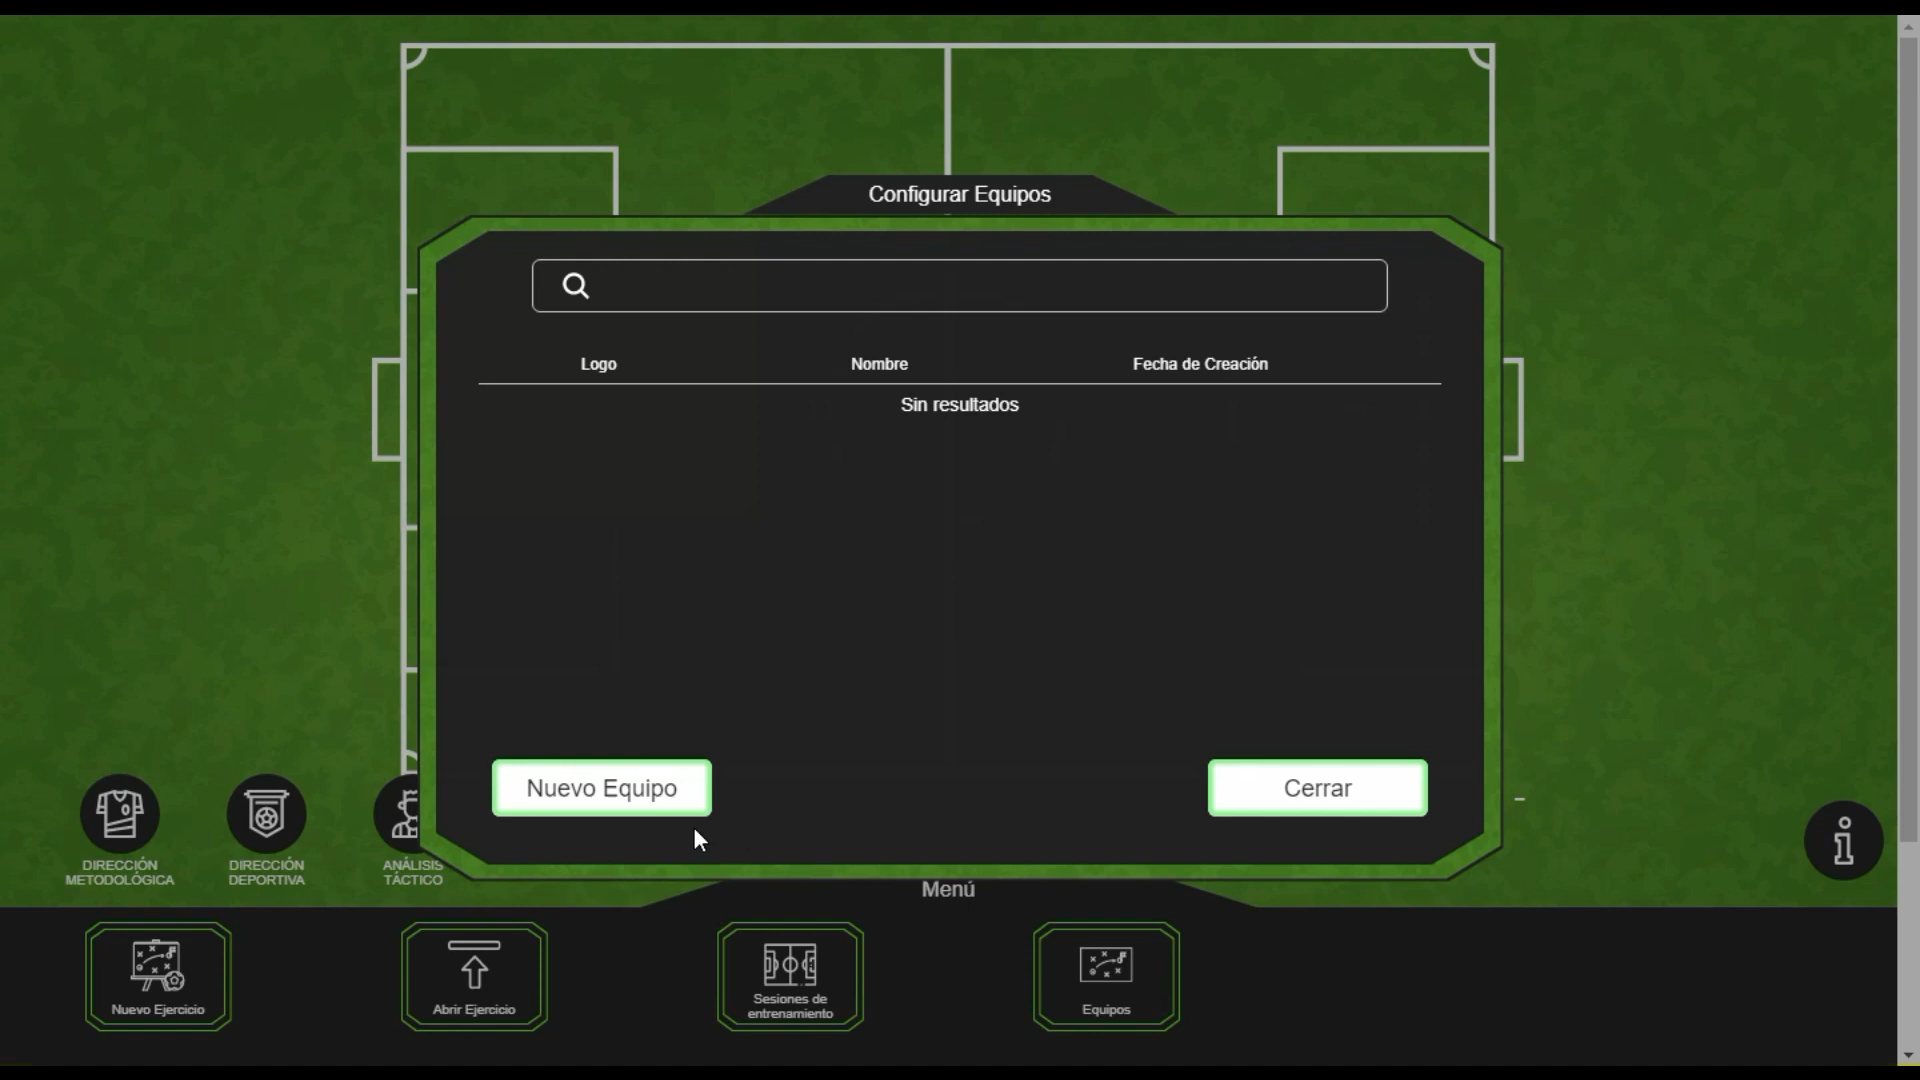 Configurar Equipos
Logo Nombre Fecha de Creación
Sin resultados
Nuevo Equipo Cerrar
DIRECCIÓN
METODOLÓGICA
DIRECCIÓN
DEPORTIVA
ANÁLISIS
TÁCTICO
Menú
Nuevo Ejercicio
Abrir Ejercicio
Sesiones de
entrenamiento
Equipos